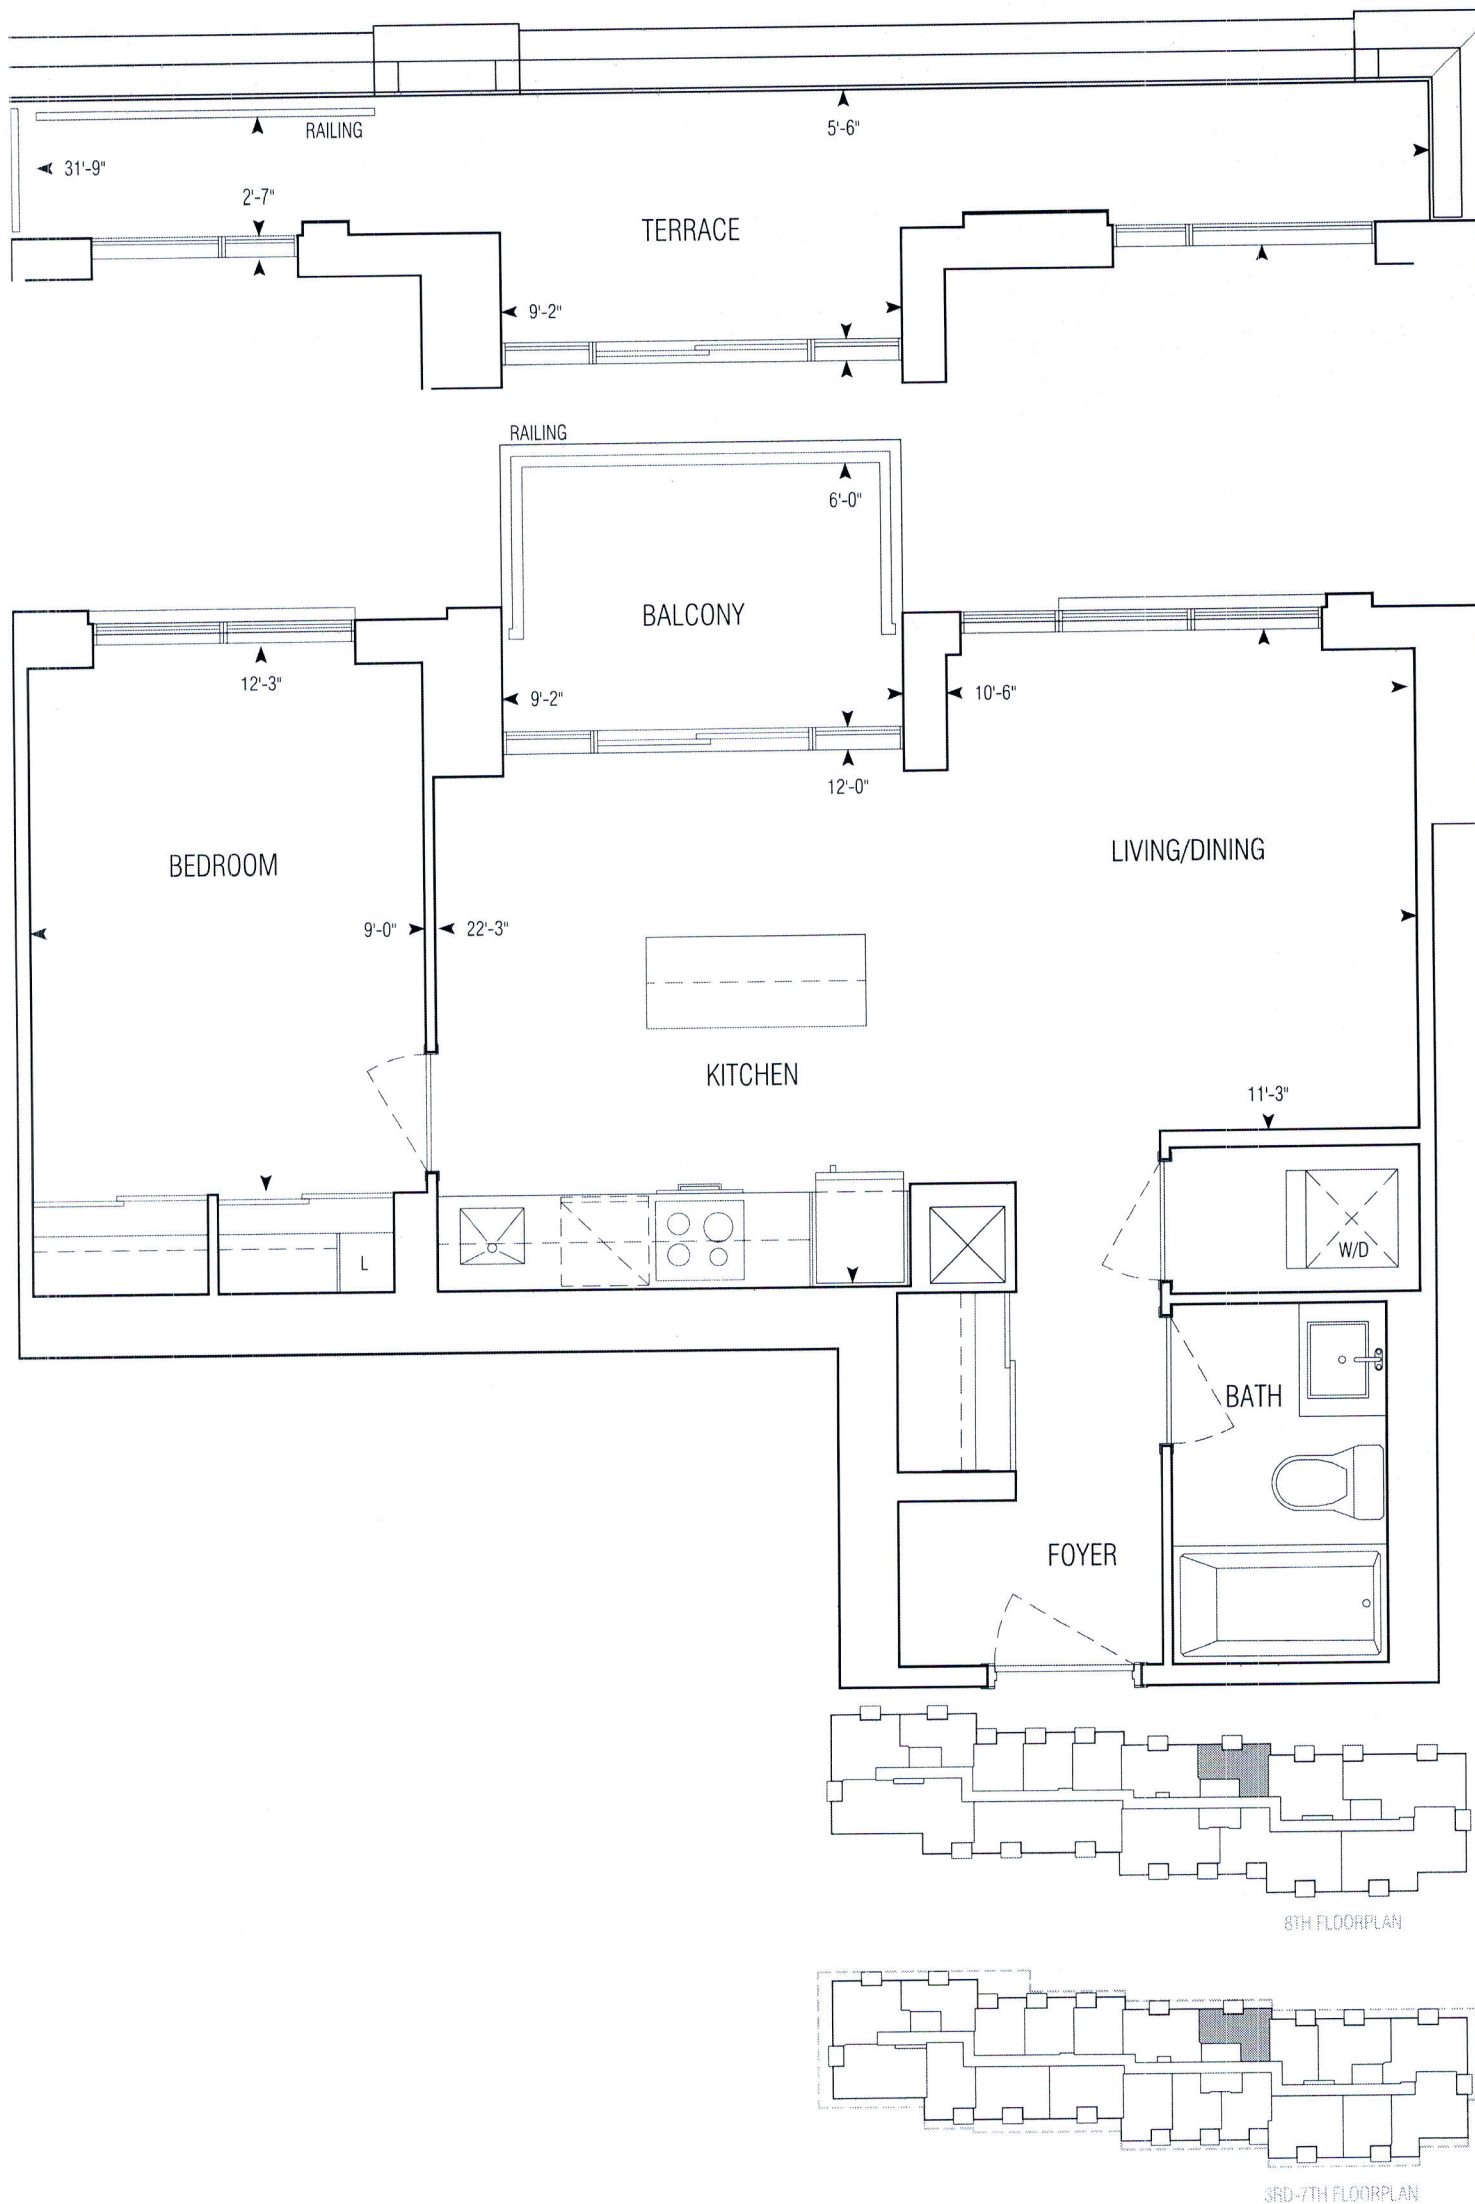 5'-6"
RAILING
31'-9"
2'-7"
TERRACE
9'-2"
RAILING
6'-0"
BALCONY
12'-3"
9'-2"
10'-6"
12'-0"
LIVING/DINING
BEDROOM
9'-0"
22'-3"
KITCHEN
11'-3"
W/D
L
BATH
FOYER
8TH FLOORPLAN
3RD-7TH FLOORPLAN